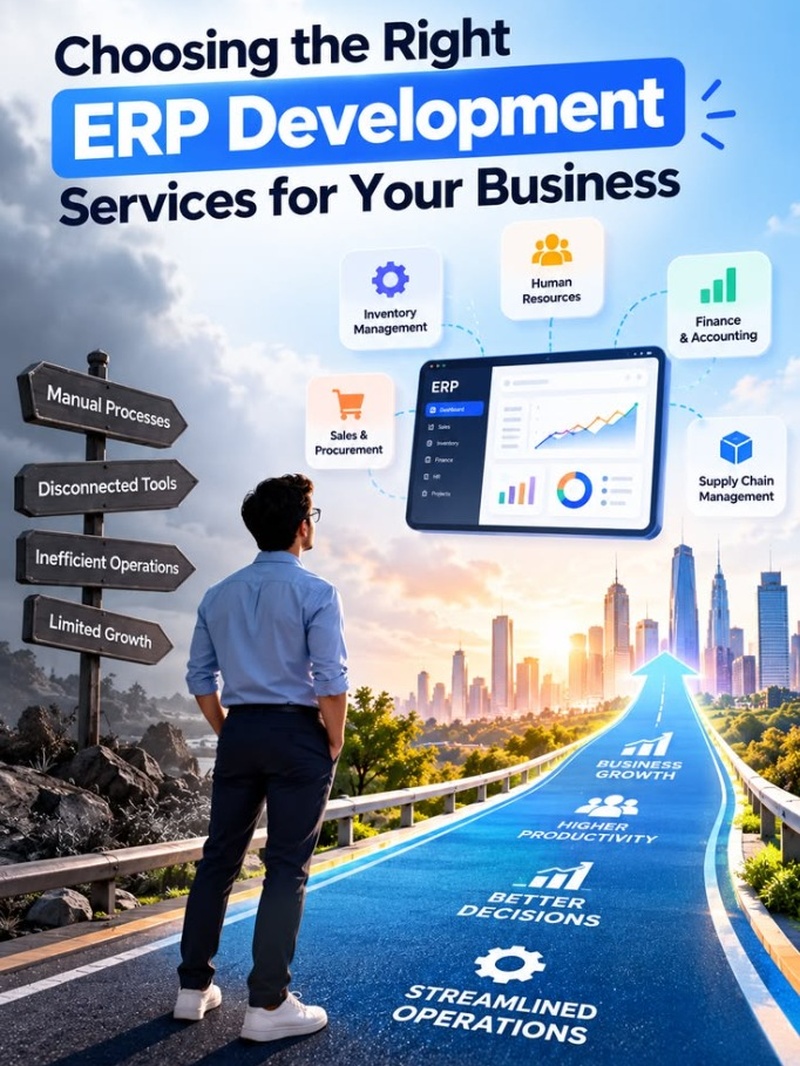 Choosing the Right
ERP Development
Services for Your Business
Inventory
Management
Human
Resources
Finance
& Accounting
Sales &
Procurement
Supply Chain
Management
ERP
Dashboard
Sales
Inventory
Finance
HR
Projects
Manual Processes
Disconnected Tools
Inefficient Operations
Limited Growth
BUSINESS
GROWTH
HIGHER
PRODUCTIVITY
BETTER
DECISIONS
STREAMLINED
OPERATIONS